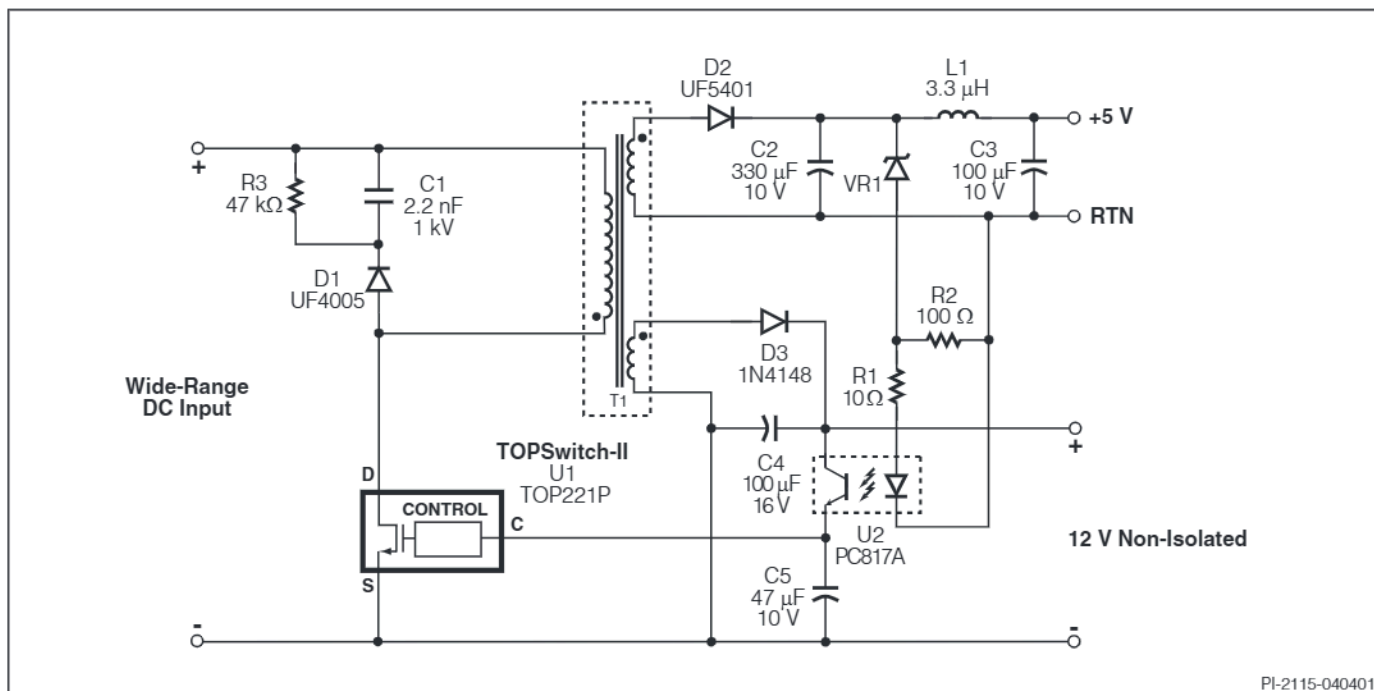 D2
UF5401
L1
3.3 μH
+5 V
+
R3
47 kΩ
C1
2.2 nF
1 kV
C2
330 μF
10 V
VR1
C3
100 μF
10 V
RTN
D1
UF4005
R2
100 Ω
D3
1N4148
R1
10Ω
T1
Wide-Range
DC Input
+
TOPSwitch-II
U1
TOP221P
D
CONTROL
C
S
C4
100 μF
16 V
U2
PC817A
12 V Non-Isolated
C5
47 μF
10 V
-
-
PI-2115-040401